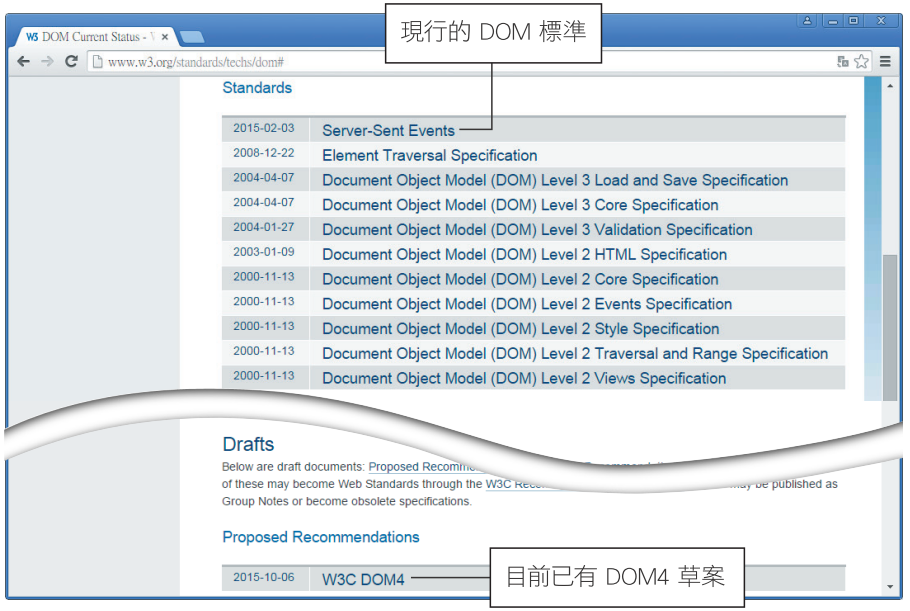 現行的 DOM 標準
W3 DOM Current Status -
www.w3.org/standards/techs/dom#
Standards
2015-02-03 Server-Sent Events
2008-12-22 Element Traversal Specification
2004-04-07 Document Object Model (DOM) Level 3 Load and Save Specification
2004-04-07 Document Object Model (DOM) Level 3 Core Specification
2004-01-27 Document Object Model (DOM) Level 3 Validation Specification
2003-01-09 Document Object Model (DOM) Level 2 HTML Specification
2000-11-13 Document Object Model (DOM) Level 2 Core Specification
2000-11-13 Document Object Model (DOM) Level 2 Events Specification
2000-11-13 Document Object Model (DOM) Level 2 Style Specification
2000-11-13 Document Object Model (DOM) Level 2 Traversal and Range Specification
2000-11-13 Document Object Model (DOM) Level 2 Views Specification
Drafts
Below are draft documents: Proposed
of these may become Web Standards through the W3C may be published as
Group Notes or become obsolete specifications.
Proposed Recommendations
2015-10-06 W3C DOM4
目前已有 DOM4 草案